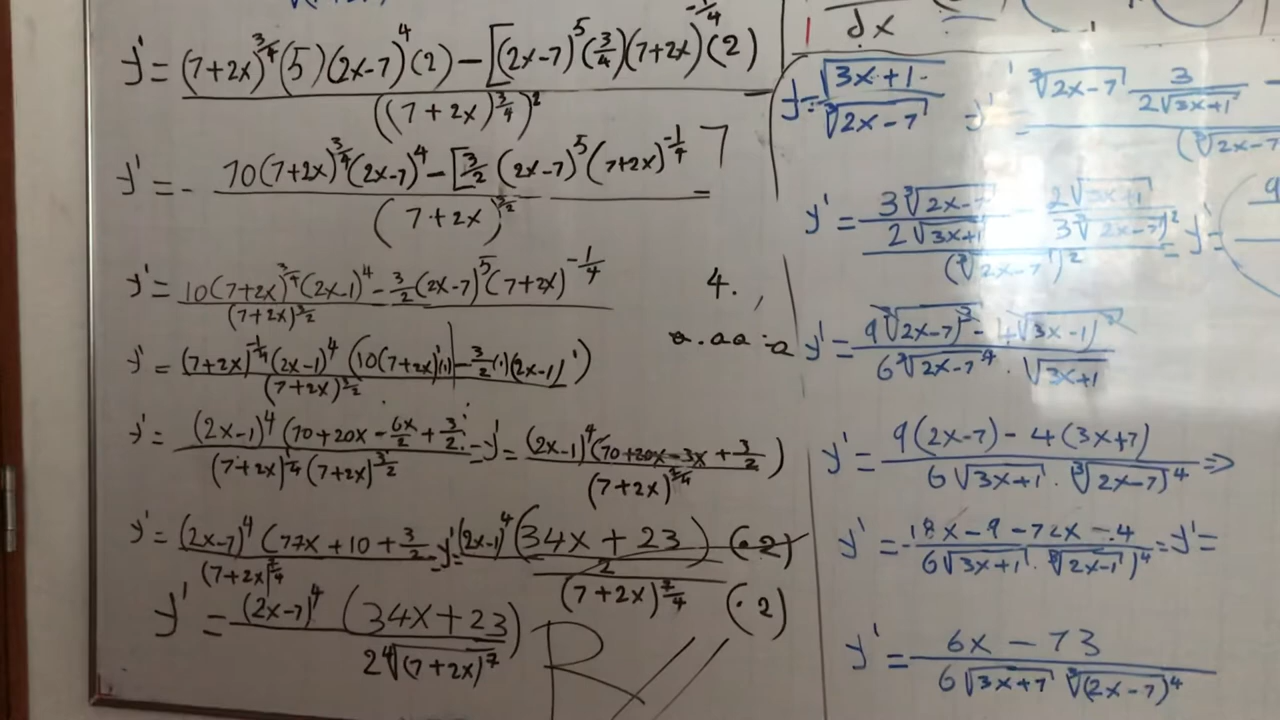 y' = (7+2x)^{3/4}(5)(2x-7)^4(2) - [(2x-7)^5(3/4)(7+2x)^{-1/4}(2)
((7+2x)^{3/4})^2
y' = - 10(7+2x)^{3/4}(2x-7)^4 - [3/2 (2x-7)^5 (7+2x)^{-1/4}] =
(7+2x)^{3/2}
y' = 10(7+2x)^{3/4}(2x-1)^4 - 3/2 (2x-7)^5 (7+2x)^{-1/4}
(7+2x)^{3/2}
y' = (7+2x)^{-1/4}(2x-1)^4 (10(7+2x)'(1) - 3/2 (1)(2x-1)')
(7+2x)^{3/2}
y' = (2x-1)^4 (10+20x - 6x/2 + 3/2) = y' = (2x-1)^4 (10+20x-3x + 3/2)
(7+2x)^{1/4} (7+2x)^{3/2} (7+2x)^{7/4}
y' = (2x-7)^4 (17x + 10 + 3/2 = y' = (2x-1)^4 (34x + 23) (·2)
(7+2x)^{7/4} 2
(7+2x)^{7/4} (·2)
y' = (2x-7)^4 (34x+23)
2∜(7+2x)^7
R//
4.
a.aa=a
dx
y = √3x+1
∛2x-7
y' = ∛2x-7 3/2√3x+1 -
(∛2x-7
y' = 3∛2x-7 / 2√3x+1 - 2√3x+1 / 3∛2x-7)^2 = y' =
(∛2x-7)^2
y' = 9∛(2x-7)^3 - 4√(3x-1)^2
6∛2x-7^4 · √3x+1
y' = 9(2x-7) - 4(3x+7) ⇒
6√3x+1 · ∛(2x-7)^4
y' = 18x-9-12x-4 = y' =
6√3x+1 · ∛(2x-1)^4
y' = 6x - 73
6√3x+7 ∛(2x-7)^4